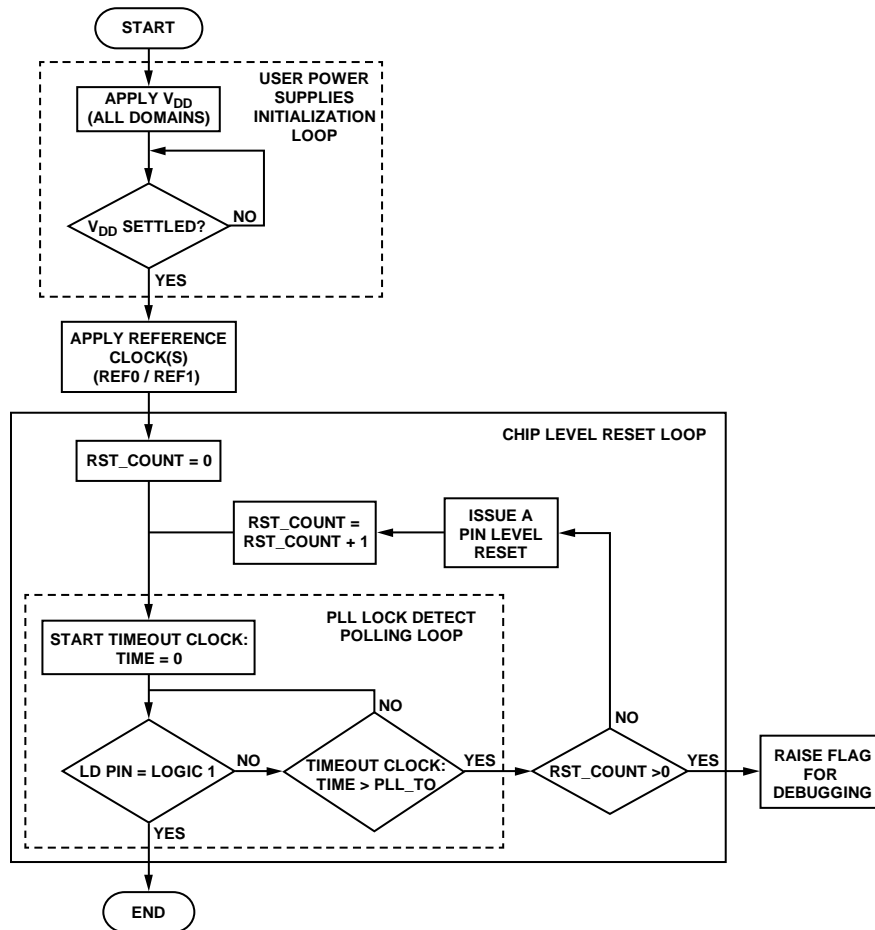 START
USER POWER
SUPPLIES
INITIALIZATION
LOOP
APPLY VDD
(ALL DOMAINS)
VDD SETTLED?
NO
YES
APPLY REFERENCE
CLOCK(S)
(REF0 / REF1)
CHIP LEVEL RESET LOOP
RST_COUNT = 0
RST_COUNT =
RST_COUNT + 1
ISSUE A
PIN LEVEL
RESET
PLL LOCK DETECT
POLLING LOOP
START TIMEOUT CLOCK:
TIME = 0
NO
NO
LD PIN = LOGIC 1
NO
TIMEOUT CLOCK:
TIME > PLL_TO
YES
RST_COUNT >0
YES
RAISE FLAG
FOR
DEBUGGING
YES
END